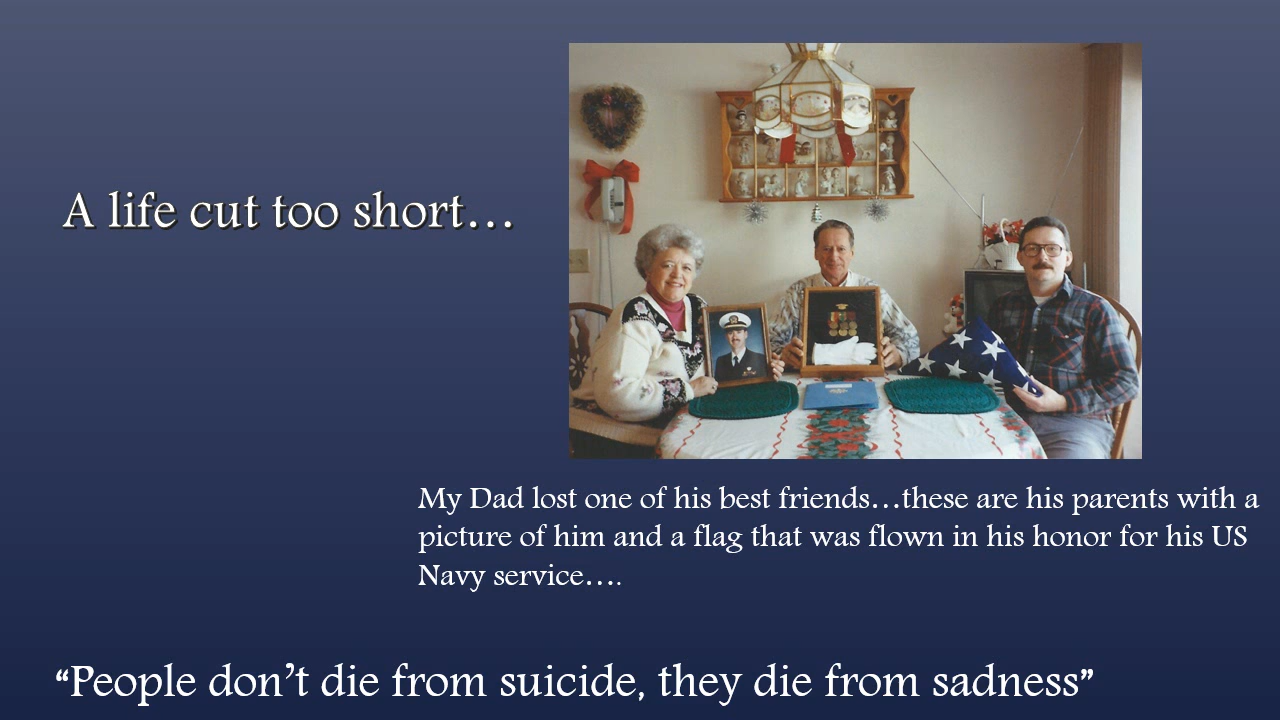 A life cut too short…
My Dad lost one of his best friends…these are his parents with a
picture of him and a flag that was flown in his honor for his US
Navy service….
“People don’t die from suicide, they die from sadness”